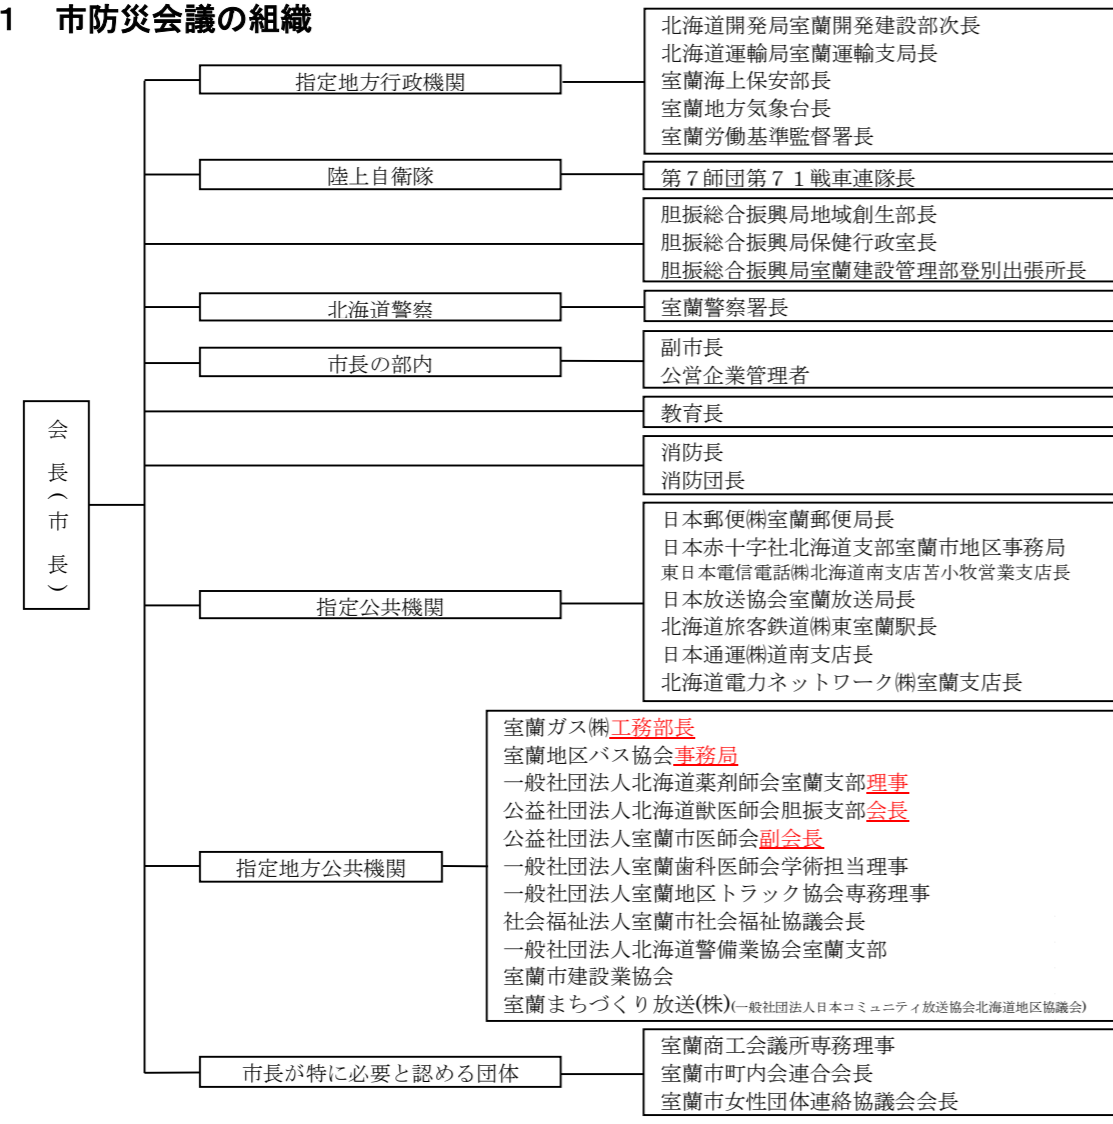 1 市防災会議の組織
会長(市長)
指定地方行政機関
北海道開発局室蘭開発建設部次長
北海道運輸局室蘭運輸支局長
室蘭海上保安部長
室蘭地方気象台長
室蘭労働基準監督署長
陸上自衛隊
第7師団第71戦車連隊長
胆振総合振興局地域創生部長
胆振総合振興局保健行政室長
胆振総合振興局室蘭建設管理部登別出張所長
北海道警察
室蘭警察署長
市長の部内
副市長
公営企業管理者
教育長
消防長
消防団長
指定公共機関
日本郵便㈱室蘭郵便局長
日本赤十字社北海道支部室蘭市地区事務局
東日本電信電話㈱北海道南支店苫小牧営業支店長
日本放送協会室蘭放送局長
北海道旅客鉄道㈱東室蘭駅長
日本通運㈱道南支店長
北海道電力ネットワーク㈱室蘭支店長
指定地方公共機関
室蘭ガス㈱工務部長
室蘭地区バス協会事務局
一般社団法人北海道薬剤師会室蘭支部理事
公益社団法人北海道獣医師会胆振支部会長
公益社団法人室蘭市医師会副会長
一般社団法人室蘭歯科医師会学術担当理事
一般社団法人室蘭地区トラック協会専務理事
社会福祉法人室蘭市社会福祉協議会長
一般社団法人北海道警備業協会室蘭支部
室蘭市建設業協会
室蘭まちづくり放送(株)(一般社団法人日本コミュニティ放送協会北海道地区協議会)
市長が特に必要と認める団体
室蘭商工会議所専務理事
室蘭市町内会連合会長
室蘭市女性団体連絡協議会会長